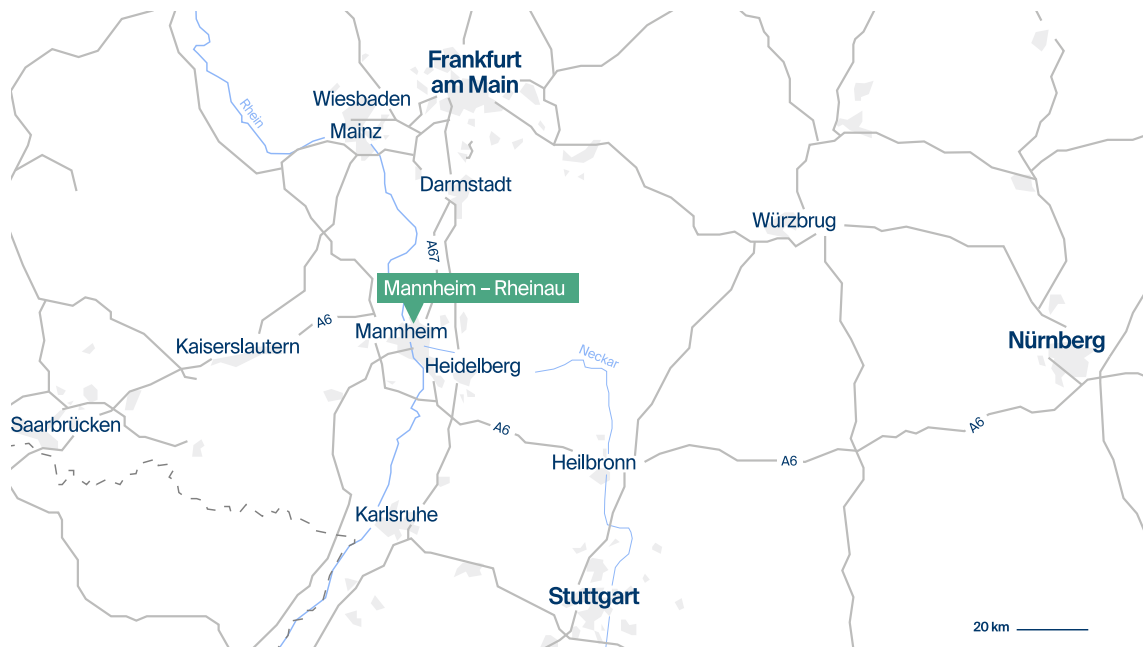 Frankfurt
am Main
Wiesbaden
Rhein
Mainz
Darmstadt
Würzbrug
A67
Mannheim – Rheinau
A6
Mannheim
Kaiserslautern
Nürnberg
Neckar
Heidelberg
Saarbrücken
A6
A6
Heilbronn
A6
Karlsruhe
Stuttgart
20 km